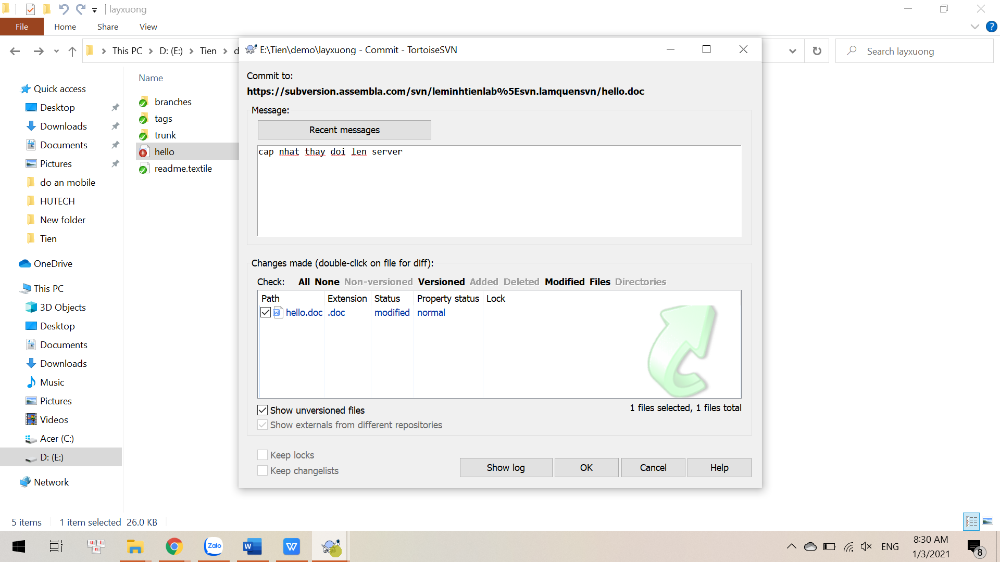 layxuong
File Home Share View
This PC D: (E:) Tien d
Search layxuong
E:\Tien\demo\layxuong - Commit - TortoiseSVN
Quick access
Desktop
Downloads
Documents
Pictures
do an mobile
HUTECH
New folder
Tien
OneDrive
This PC
3D Objects
Desktop
Documents
Downloads
Music
Pictures
Videos
Acer (C:)
D: (E:)
Network
Name
branches
tags
trunk
hello
readme.textile
Commit to:
https://subversion.assembla.com/svn/leminhtienlab%5Esvn.lamquensvn/hello.doc
Message:
Recent messages
cap nhat thay doi len server
Changes made (double-click on file for diff):
Check: All None Non-versioned Versioned Added Deleted Modified Files Directories
Path Extension Status Property status Lock
hello.doc .doc modified normal
Show unversioned files
1 files selected, 1 files total
Show externals from different repositories
Keep locks
Keep changelists
Show log OK Cancel Help
5 items 1 item selected 26.0 KB
Zalo
ENG
8:30 AM
1/3/2021
8